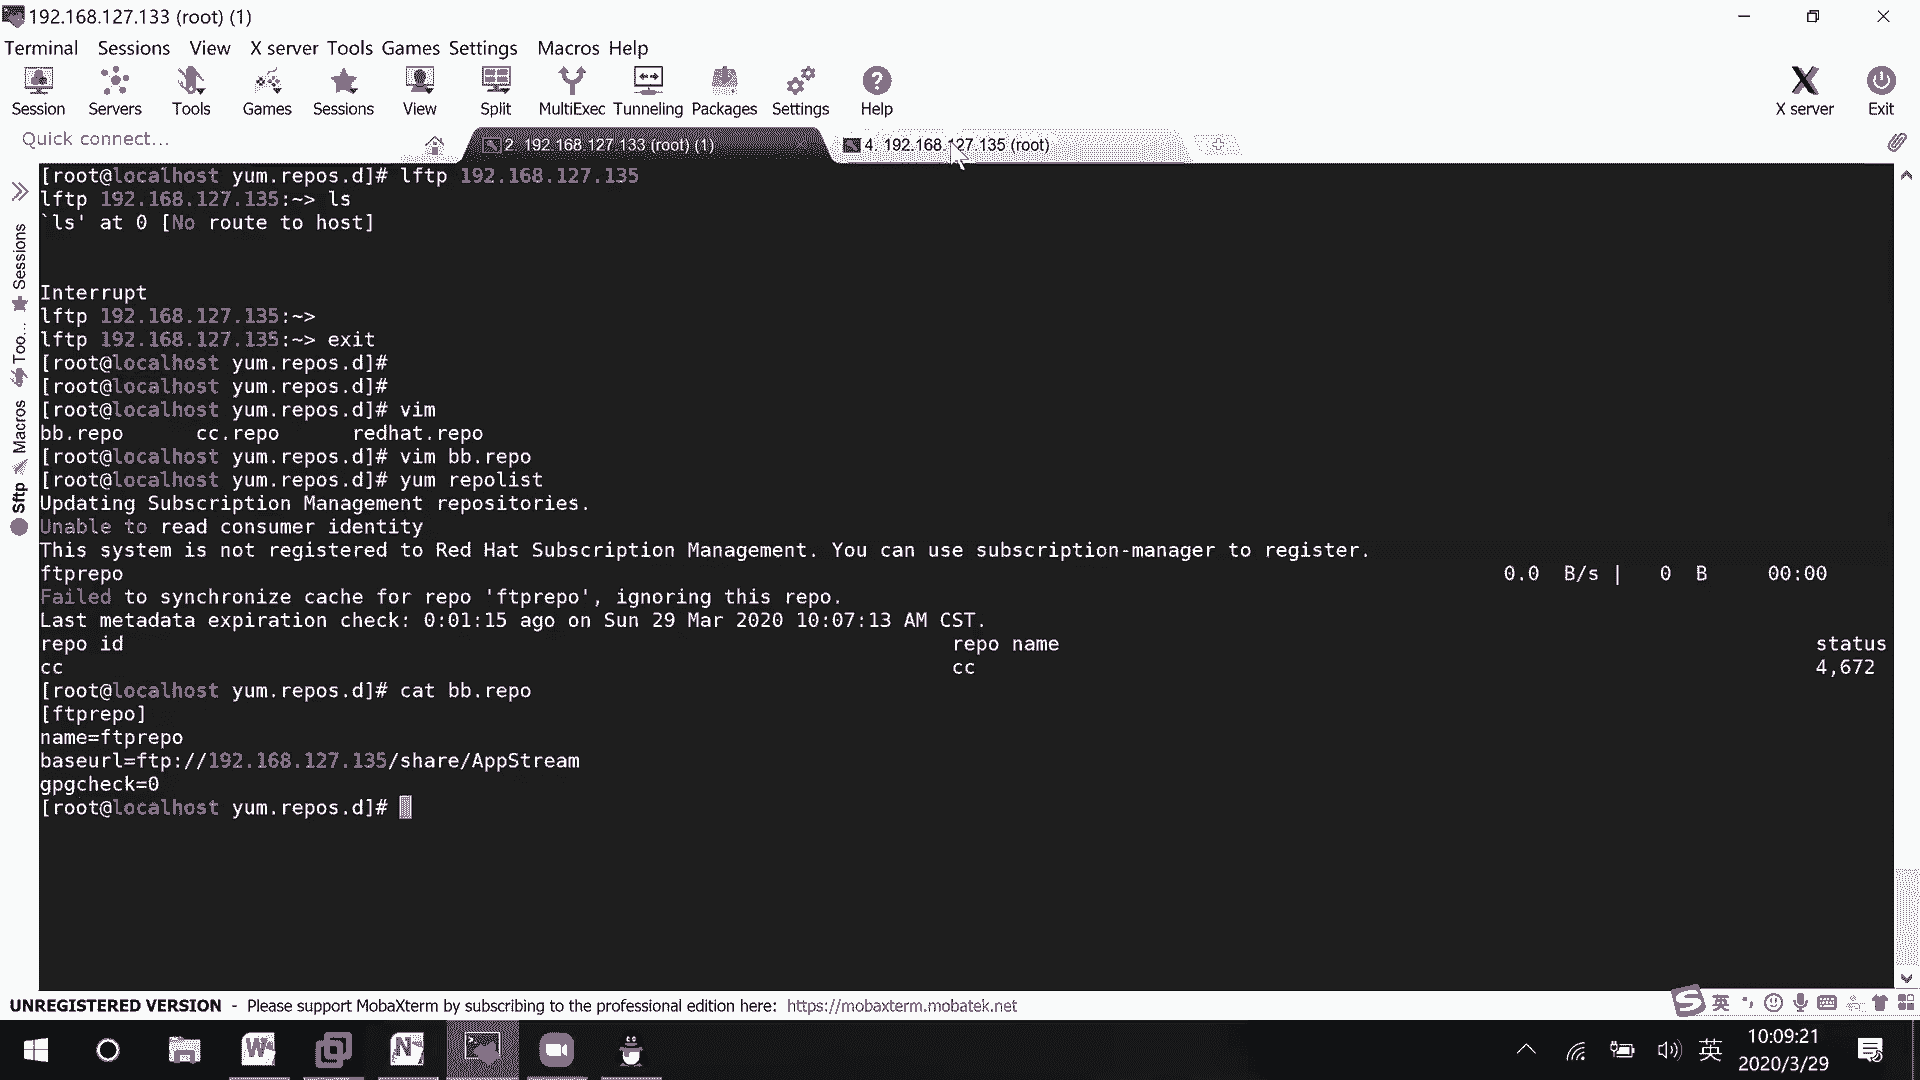 192.168.127.133 (root) (1)
Terminal Sessions View X server Tools Games Settings Macros Help
Session Servers Tools Games Sessions View Split MultiExec Tunneling Packages Settings Help X server Exit
Quick connect...
2 192.168.127.133 (root) (1)
4 192.168.127.135 (root)
Sessions
Too...
Macros
Sftp
[root@localhost yum.repos.d]# lftp 192.168.127.135
lftp 192.168.127.135:~> ls
`ls' at 0 [No route to host]
Interrupt
lftp 192.168.127.135:~>
lftp 192.168.127.135:~> exit
[root@localhost yum.repos.d]#
[root@localhost yum.repos.d]#
[root@localhost yum.repos.d]# vim
bb.repo cc.repo redhat.repo
[root@localhost yum.repos.d]# vim bb.repo
[root@localhost yum.repos.d]# yum repolist
Updating Subscription Management repositories.
Unable to read consumer identity
This system is not registered to Red Hat Subscription Management. You can use subscription-manager to register.
ftprepo 0.0 B/s | 0 B 00:00
Failed to synchronize cache for repo 'ftprepo', ignoring this repo.
Last metadata expiration check: 0:01:15 ago on Sun 29 Mar 2020 10:07:13 AM CST.
repo id repo name status
cc cc 4,672
[root@localhost yum.repos.d]# cat bb.repo
[ftprepo]
name=ftprepo
baseurl=ftp://192.168.127.135/share/AppStream
gpgcheck=0
[root@localhost yum.repos.d]#
UNREGISTERED VERSION - Please support MobaXterm by subscribing to the professional edition here: https://mobaxterm.mobatek.net
英
英
10:09:21
2020/3/29